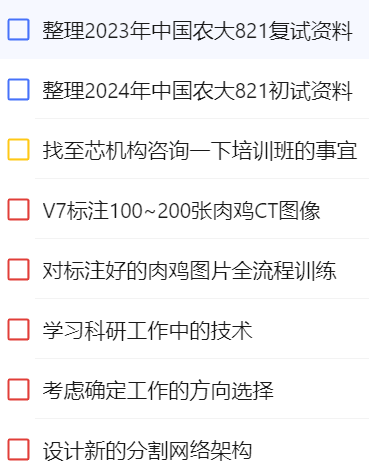 整理2023年中国农大821复试资料
整理2024年中国农大821初试资料
找至芯机构咨询一下培训班的事宜
V7标注100~200张肉鸡CT图像
对标注好的肉鸡图片全流程训练
学习科研工作中的技术
考虑确定工作的方向选择
设计新的分割网络架构